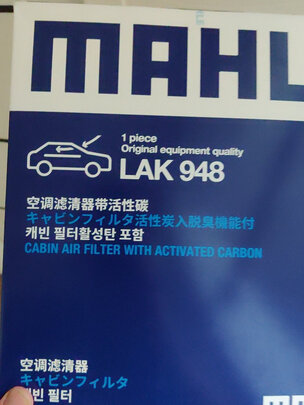 MAHL
1 piece
Original equipment quality
LAK 948
空调滤清器带活性碳
キャビンフィルタ活性炭入脱臭機能付
캐빈 필터활성탄 포함
CABIN AIR FILTER WITH ACTIVATED CARBON
空调滤清器
キャビンフィルタ
캐빈 필터